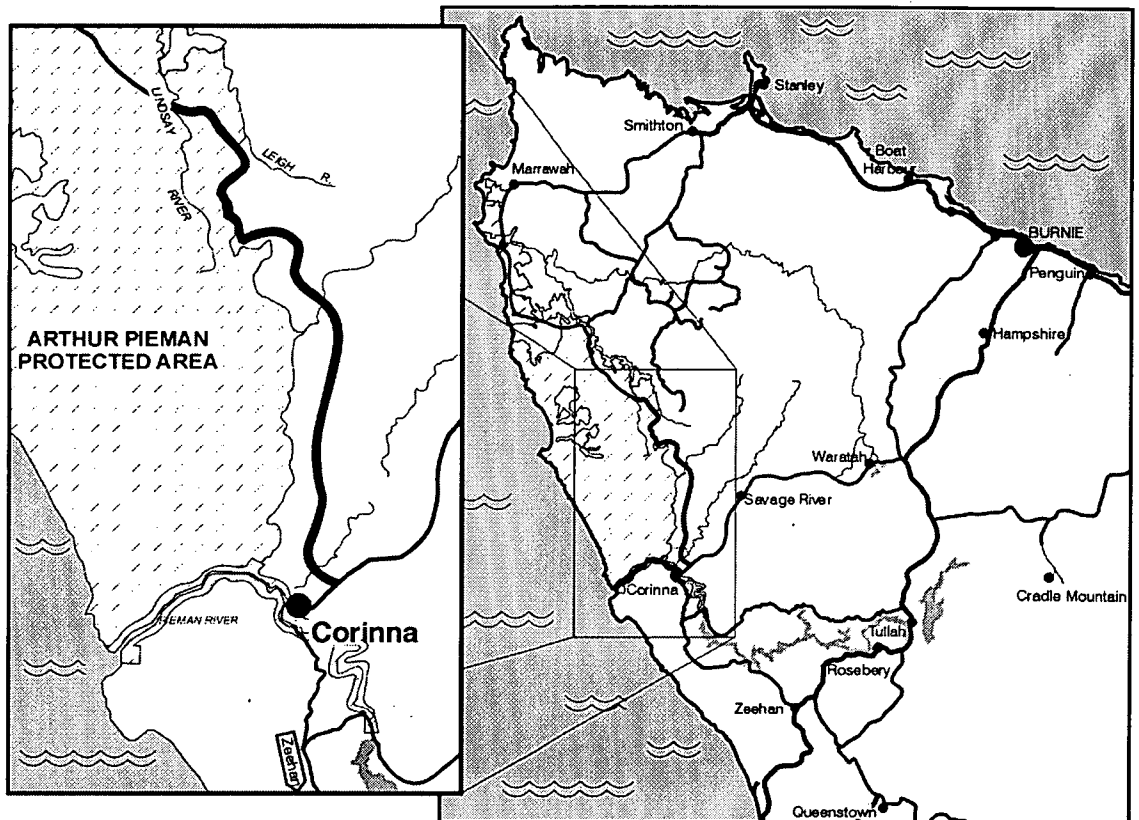 LINDSAY
RIVER
LEIGH R.
ARTHUR PIEMAN
PROTECTED AREA
PIEMAN RIVER
Corinna
Zeehan
Stanley
Smithton
Marrawah
Boat
Harbour
BURNIE
Penguin
Hampshire
Waratah
Savage River
Corinna
Cradle Mountain
Tullah
Rosebery
Zeehan
Queenstown